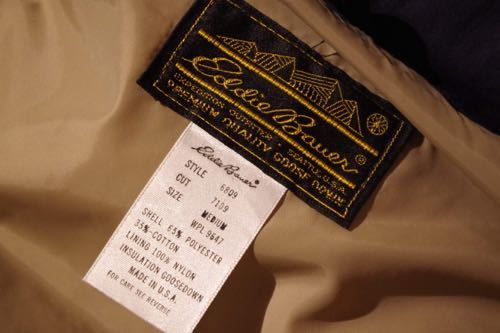 Eddie Bauer
EXPEDITION OUTFITTER · SEATTLE U.S.A.
PREMIUM QUALITY GOOSE DOWN
Eddie Bauer
STYLE 6809
CUT 7109
SIZE MEDIUM
WPL 9647
SHELL 65% POLYESTER
35% COTTON
LINING 100% NYLON
INSULATION GOOSEDOWN
MADE IN U.S.A.
FOR CARE SEE REVERSE